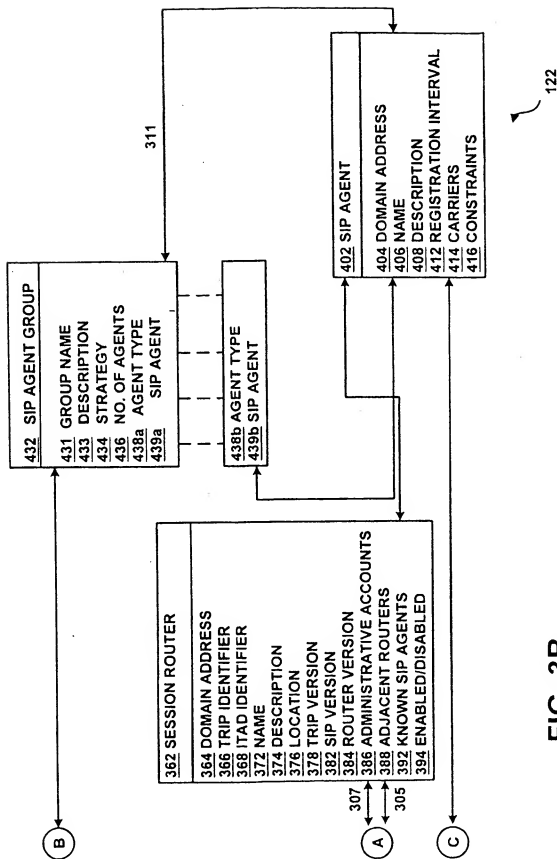 432 SIP AGENT GROUP
431 GROUP NAME
433 DESCRIPTION
434 STRATEGY
436 NO. OF AGENTS
438a AGENT TYPE
439a SIP AGENT
438b AGENT TYPE
439b SIP AGENT
311
B
362 SESSION ROUTER
364 DOMAIN ADDRESS
366 TRIP IDENTIFIER
368 ITAD IDENTIFIER
372 NAME
374 DESCRIPTION
376 LOCATION
378 TRIP VERSION
382 SIP VERSION
384 ROUTER VERSION
386 ADMINISTRATIVE ACCOUNTS
388 ADJACENT ROUTERS
392 KNOWN SIP AGENTS
394 ENABLED/DISABLED
307
A
305
C
402 SIP AGENT
404 DOMAIN ADDRESS
406 NAME
408 DESCRIPTION
412 REGISTRATION INTERVAL
414 CARRIERS
416 CONSTRAINTS
122
FIG. 3B